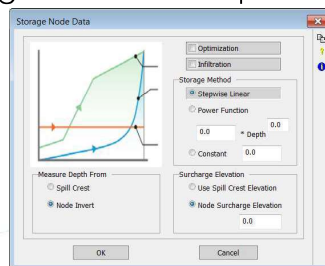 Storage Node Data
Optimization
Infiltration
Storage Method
Stepwise Linear
Power Function
0.0 * Depth 0.0
Constant 0.0
Measure Depth From
Spill Crest
Node Invert
Surcharge Elevation
Use Spill Crest Elevation
Node Surcharge Elevation
0.0
OK
Cancel